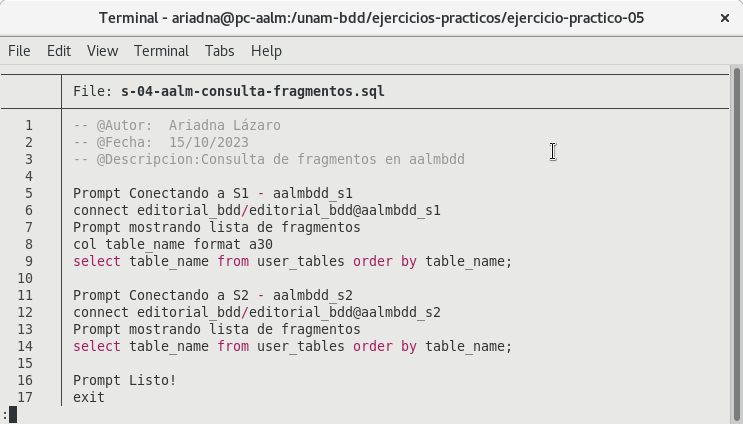 Terminal - ariadna@pc-aalm:/unam-bdd/ejercicios-practicos/ejercicio-practico-05
File Edit View Terminal Tabs Help
File: s-04-aalm-consulta-fragmentos.sql
1 -- @Autor:  Ariadna Lázaro
2 -- @Fecha:  15/10/2023
3 -- @Descripcion:Consulta de fragmentos en aalmbdd
4
5 Prompt Conectando a S1 - aalmbdd_s1
6 connect editorial_bdd/editorial_bdd@aalmbdd_s1
7 Prompt mostrando lista de fragmentos
8 col table_name format a30
9 select table_name from user_tables order by table_name;
10
11 Prompt Conectando a S2 - aalmbdd_s2
12 connect editorial_bdd/editorial_bdd@aalmbdd_s2
13 Prompt mostrando lista de fragmentos
14 select table_name from user_tables order by table_name;
15
16 Prompt Listo!
17 exit
: